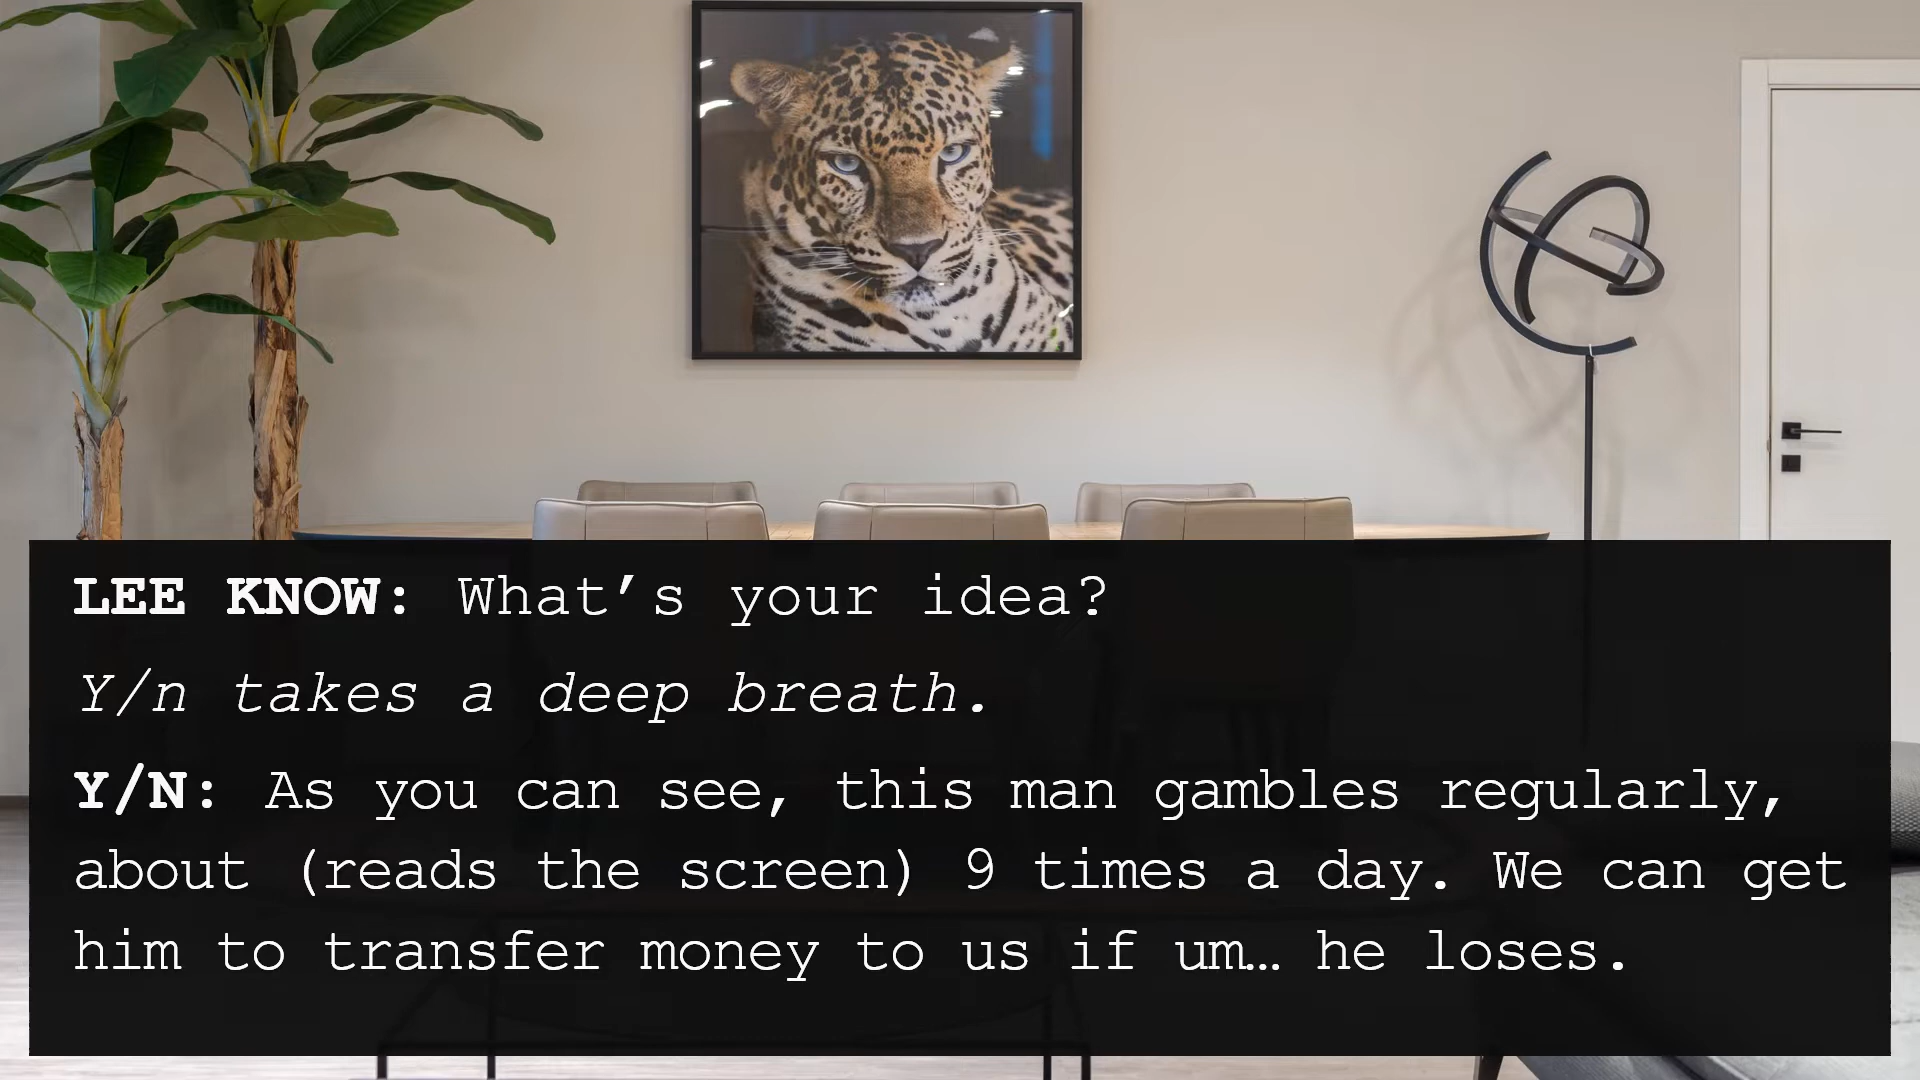 LEE KNOW: What’s your idea?
Y/n takes a deep breath.
Y/N: As you can see, this man gambles regularly,
about (reads the screen) 9 times a day. We can get
him to transfer money to us if um… he loses.